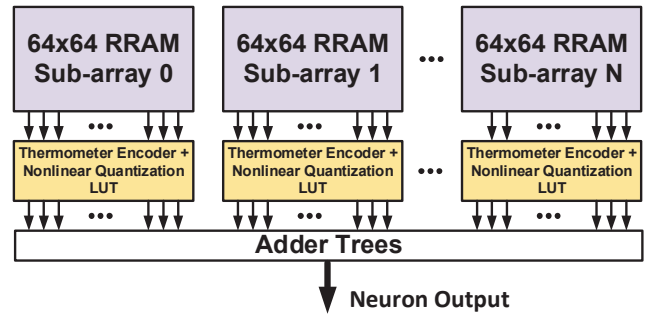 64x64 RRAM
Sub-array 0
64x64 RRAM
Sub-array 1
...
64x64 RRAM
Sub-array N
...
...
...
Thermometer Encoder +
Nonlinear Quantization
LUT
Thermometer Encoder +
Nonlinear Quantization
LUT
...
Thermometer Encoder +
Nonlinear Quantization
LUT
...
...
...
Adder Trees
Neuron Output